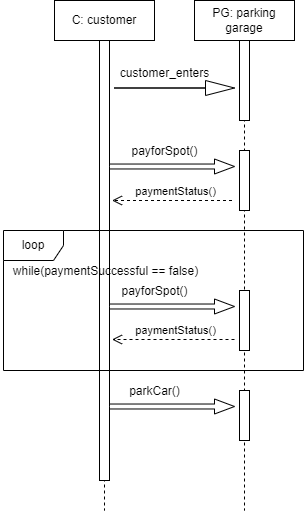 C: customer
PG: parking
garage
customer_enters
payforSpot()
paymentStatus()
loop
while(paymentSuccessful == false)
payforSpot()
paymentStatus()
parkCar()